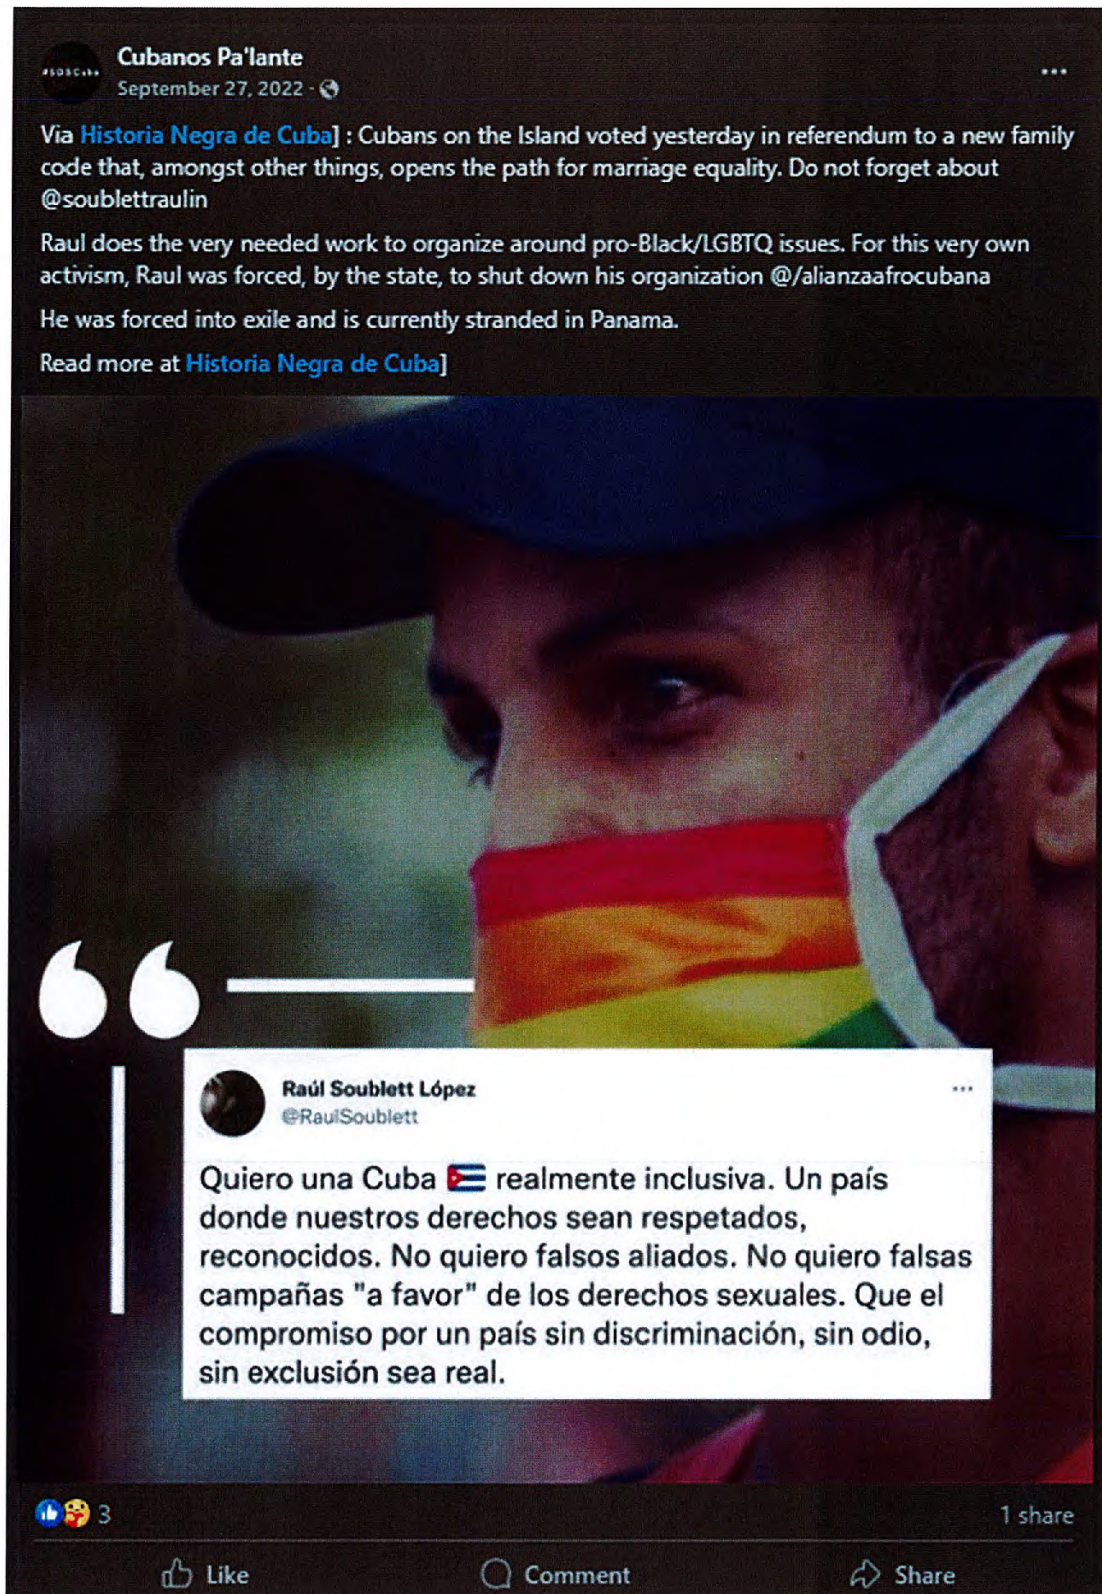 #SOSCuba
Cubanos Pa'lante
September 27, 2022 ·
Via Historia Negra de Cuba] : Cubans on the Island voted yesterday in referendum to a new family
code that, amongst other things, opens the path for marriage equality. Do not forget about
@soublettraulin
Raul does the very needed work to organize around pro-Black/LGBTQ issues. For this very own
activism, Raul was forced, by the state, to shut down his organization @/alianzaafrocubana
He was forced into exile and is currently stranded in Panama.
Read more at Historia Negra de Cuba]
Raúl Soublett López
@RaulSoublett
Quiero una Cuba 🇨🇺 realmente inclusiva. Un país
donde nuestros derechos sean respetados,
reconocidos. No quiero falsos aliados. No quiero falsas
campañas "a favor" de los derechos sexuales. Que el
compromiso por un país sin discriminación, sin odio,
sin exclusión sea real.
3
1 share
Like
Comment
Share